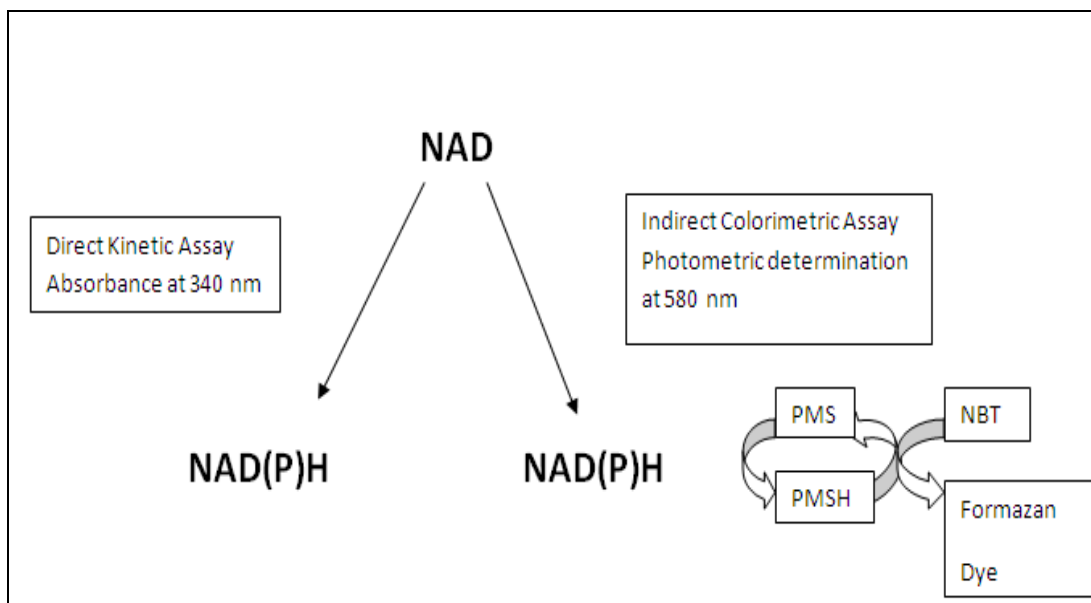 NAD
Direct Kinetic Assay
Absorbance at 340 nm
Indirect Colorimetric Assay
Photometric determination
at 580 nm
NAD(P)H
NAD(P)H
PMS
NBT
PMSH
Formazan
Dye